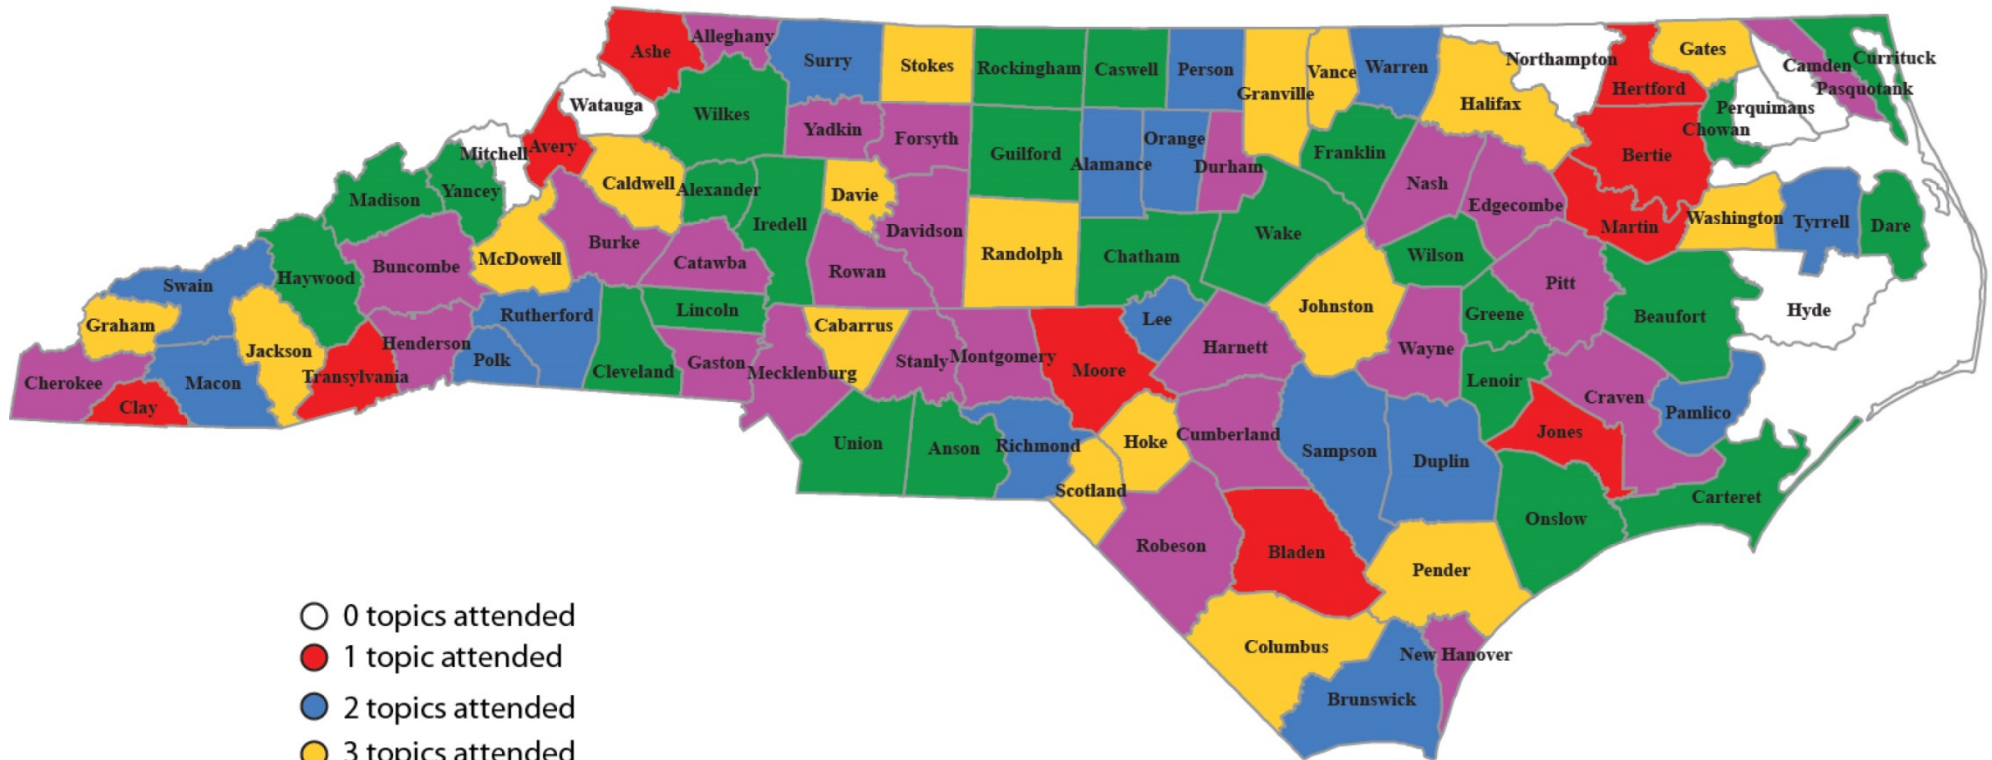 Ashe
Alleghany
Surry
Stokes
Rockingham
Caswell
Person
Granville
Vance
Warren
Halifax
Northampton
Hertford
Gates
Camden
Currituck
Pasquotank
Perquimans
Chowan
Watauga
Wilkes
Yadkin
Forsyth
Guilford
Alamance
Orange
Durham
Franklin
Nash
Edgecombe
Bertie
Martin
Washington
Tyrrell
Dare
Mitchell
Avery
Caldwell
Alexander
Davie
Iredell
Davidson
Randolph
Chatham
Wake
Wilson
Madison
Yancey
McDowell
Burke
Catawba
Rowan
Johnston
Greene
Pitt
Beaufort
Hyde
Swain
Haywood
Buncombe
Rutherford
Lincoln
Cabarrus
Lee
Harnett
Wayne
Graham
Jackson
Henderson
Polk
Cleveland
Gaston
Mecklenburg
Stanly
Montgomery
Moore
Lenoir
Craven
Pamlico
Cherokee
Clay
Macon
Transylvania
Union
Anson
Richmond
Hoke
Cumberland
Sampson
Duplin
Jones
Carteret
Scotland
Robeson
Bladen
Pender
Onslow
Columbus
New Hanover
Brunswick
0 topics attended
1 topic attended
2 topics attended
3 topics attended